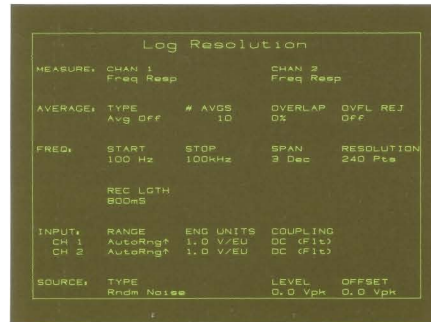 Log Resolution
MEASURE: CHAN 1 CHAN 2
Freq Resp Freq Resp
AVERAGE: TYPE # AVGS OVERLAP OVFL REJ
Avg Off 10 0% Off
FREQ: START STOP SPAN RESOLUTION
100 Hz 100kHz 3 Dec 240 Pts
REC LGTH
800mS
INPUT: RANGE ENG UNITS COUPLING
CH 1 AutoRng↑ 1.0 V/EU DC (Flt)
CH 2 AutoRng↑ 1.0 V/EU DC (Flt)
SOURCE: TYPE LEVEL OFFSET
Rndm Noise 0.0 Vpk 0.0 Vpk